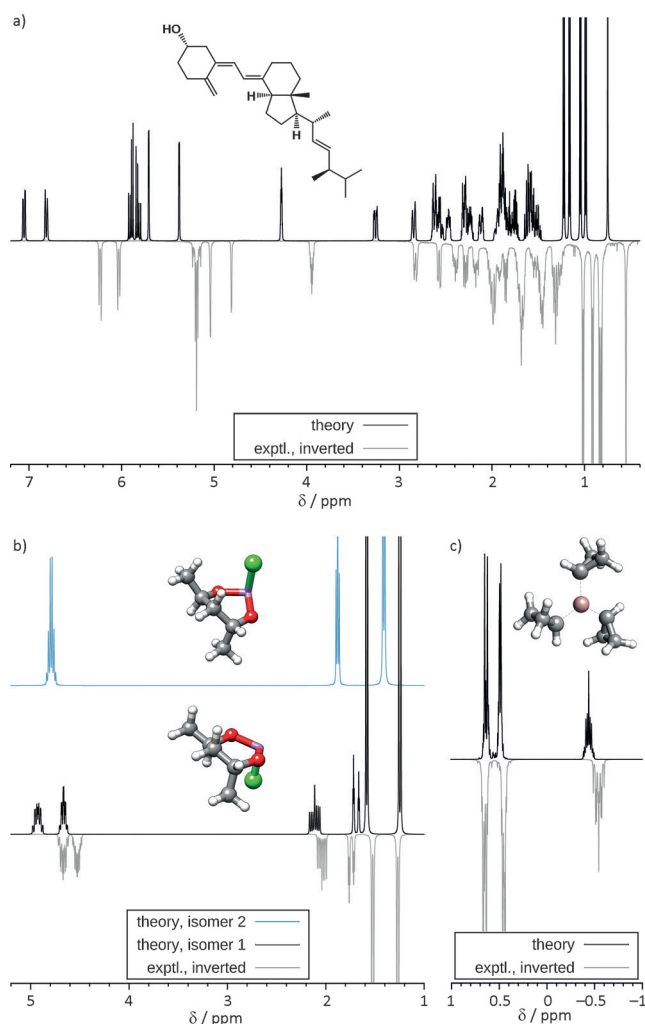 a)
HO
H
H
theory
exptl., inverted
7 6 5 4 3 2 1
δ / ppm
b)
theory, isomer 2
theory, isomer 1
exptl., inverted
5 4 3 2 1
δ / ppm
c)
theory
exptl., inverted
1 0.5 0 −0.5 −1
δ / ppm